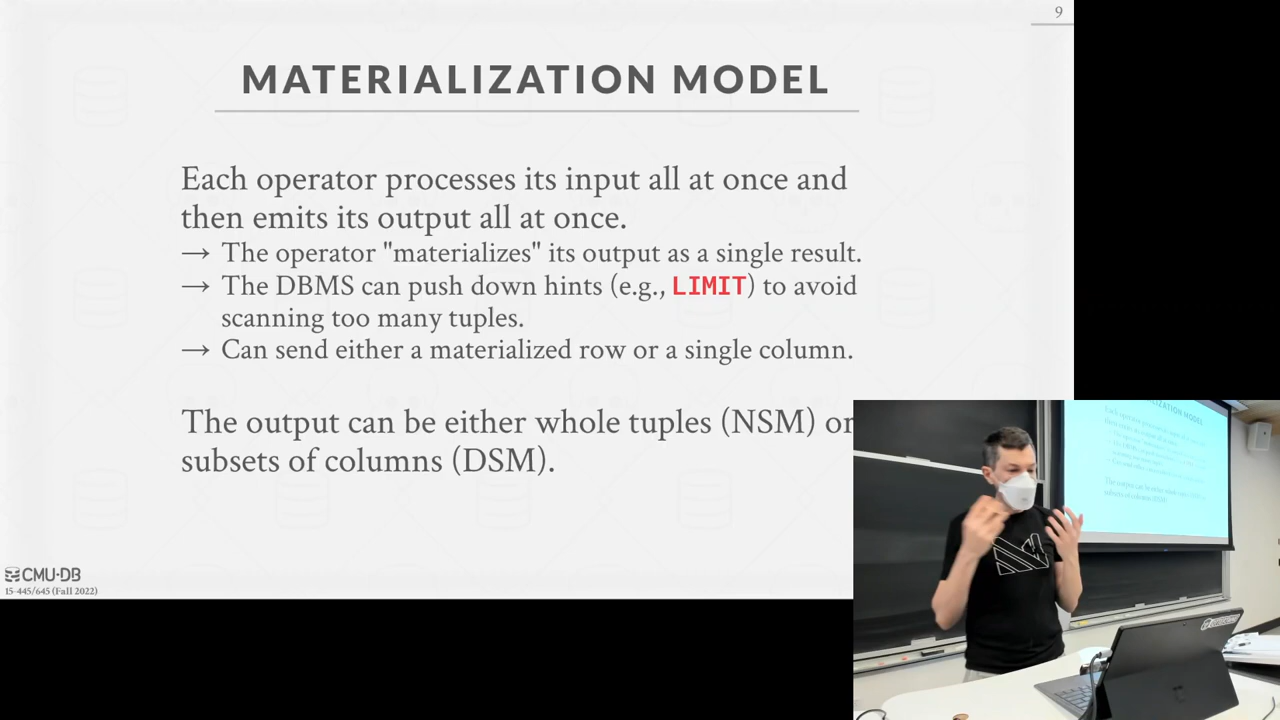 9
MATERIALIZATION MODEL
Each operator processes its input all at once and
then emits its output all at once.
→ The operator "materializes" its output as a single result.
→ The DBMS can push down hints (e.g., LIMIT) to avoid
scanning too many tuples.
→ Can send either a materialized row or a single column.
The output can be either whole tuples (NSM) or
subsets of columns (DSM).
CMU·DB
15-445/645 (Fall 2022)